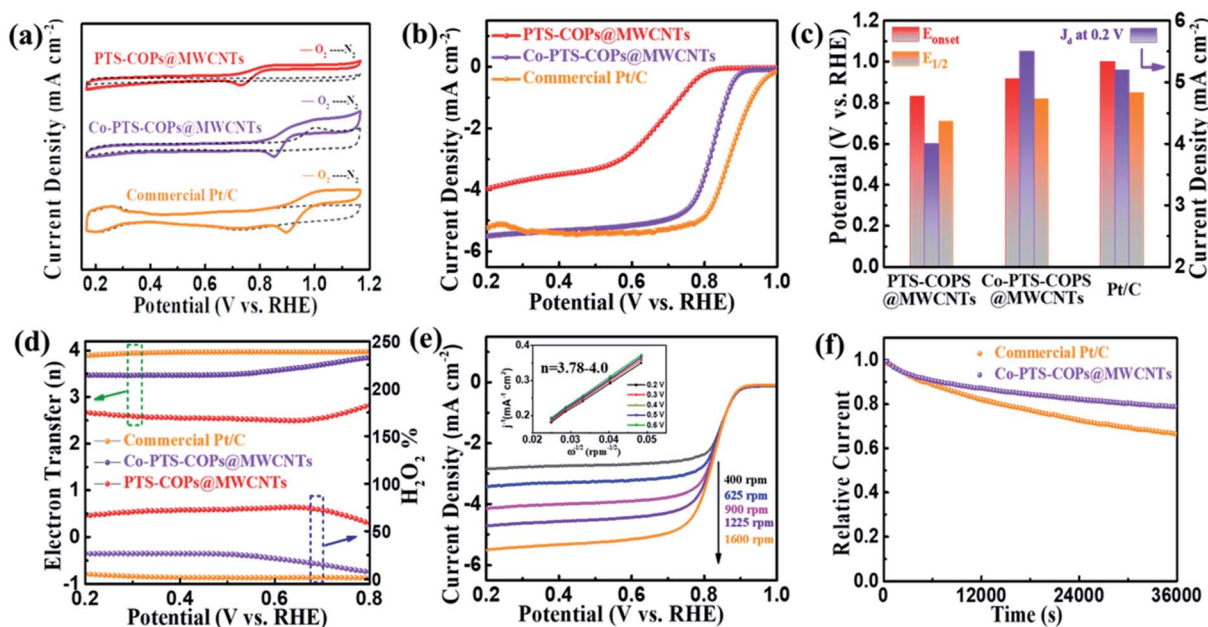 (a)
PTS-COPs@MWCNTs
— O₂ ----N₂
Co-PTS-COPs@MWCNTs
— O₂ ----N₂
Commercial Pt/C
— O₂ ----N₂
Current Density (mA cm⁻²)
0.2 0.4 0.6 0.8 1.0 1.2
Potential (V vs. RHE)
(b)
PTS-COPs@MWCNTs
Co-PTS-COPs@MWCNTs
Commercial Pt/C
Current Density (mA cm⁻²)
0
-2
-4
-6
0.2 0.4 0.6 0.8 1.0
Potential (V vs. RHE)
(c)
E_onset
E_1/2
J_d at 0.2 V
Potential (V vs. RHE)
1.2
1.0
0.8
0.6
0.4
0.2
0.0
Current Density (mA cm⁻²)
6
5
4
3
2
PTS-COPS
@MWCNTs
Co-PTS-COPS
@MWCNTs
Pt/C
(d)
Electron Transfer (n)
4
3
2
1
0
-1
H₂O₂ %
250
200
150
100
50
0
Commercial Pt/C
Co-PTS-COPs@MWCNTs
PTS-COPs@MWCNTs
0.2 0.4 0.6 0.8
Potential (V vs. RHE)
(e)
Current Density (mA cm⁻²)
0
-2
-4
-6
n=3.78-4.0
j⁻¹(mA⁻¹ cm²)
0.4
0.3
0.2
0.02 0.03 0.04 0.05
ω⁻¹/² (rpm⁻¹/²)
0.2 V
0.3 V
0.4 V
0.5 V
0.6 V
400 rpm
625 rpm
900 rpm
1225 rpm
1600 rpm
0.2 0.4 0.6 0.8 1.0
Potential (V vs. RHE)
(f)
Commercial Pt/C
Co-PTS-COPs@MWCNTs
Relative Current
1.0
0.8
0.6
0.4
0.2
0.0
12000 24000 36000
Time (s)